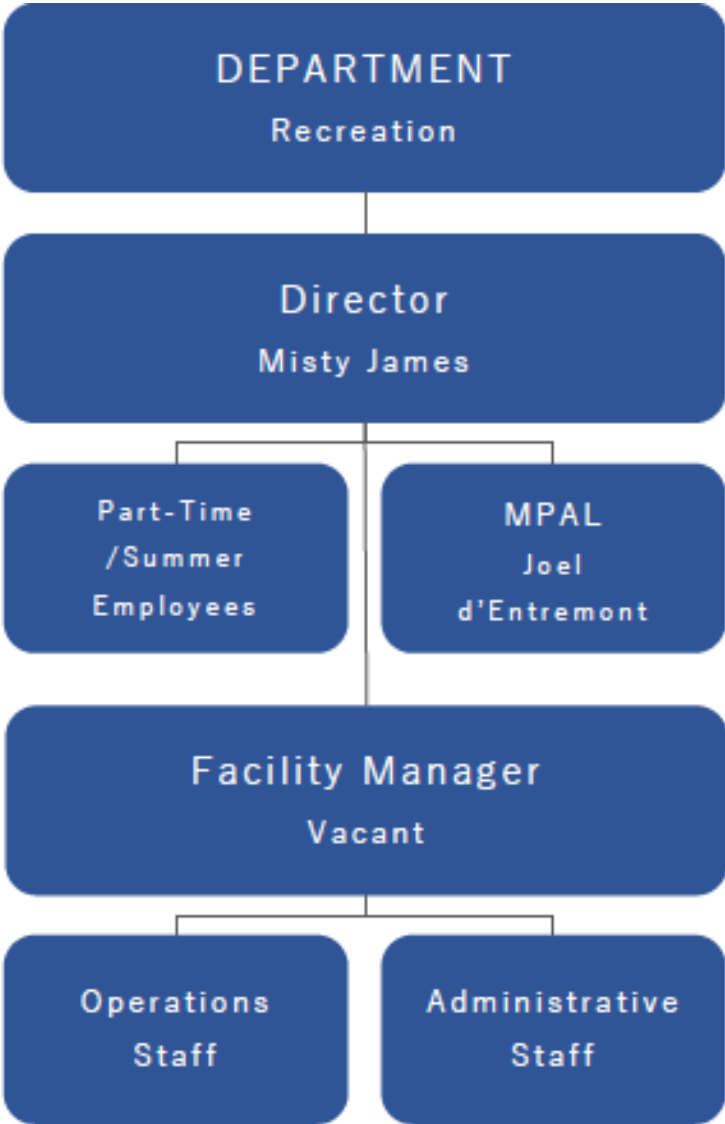 DEPARTMENT
Recreation
Director
Misty James
Part-Time
/Summer
Employees
MPAL
Joel
d'Entremont
Facility Manager
Vacant
Operations
Staff
Administrative
Staff